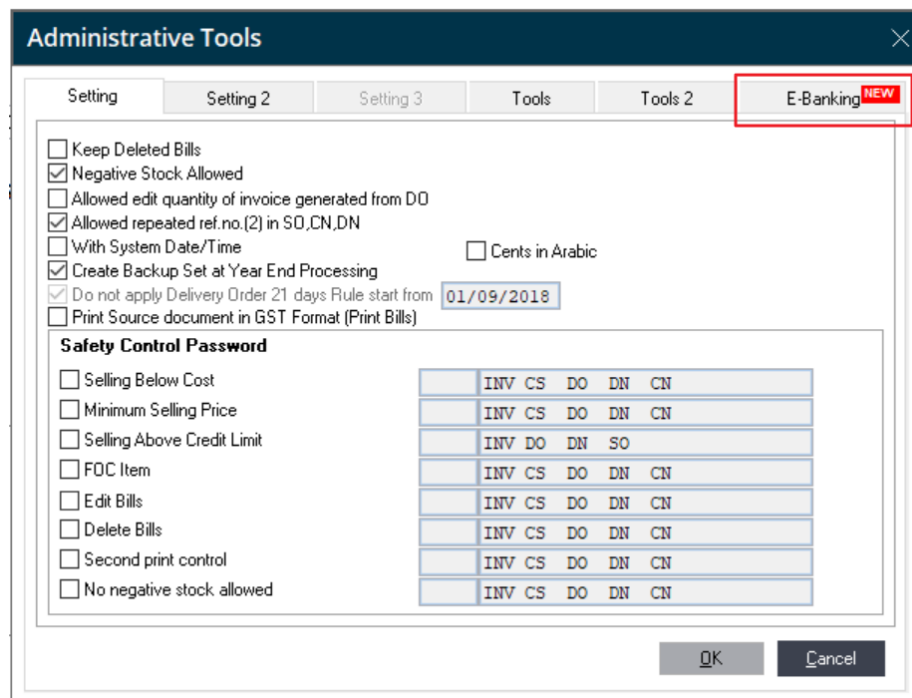 Administrative Tools
Setting Setting 2 Setting 3 Tools Tools 2 E-Banking NEW
Keep Deleted Bills
Negative Stock Allowed
Allowed edit quantity of invoice generated from DO
Allowed repeated ref.no.(2) in SO,CN,DN
With System Date/Time Cents in Arabic
Create Backup Set at Year End Processing
Do not apply Delivery Order 21 days Rule start from 01/09/2018
Print Source document in GST Format (Print Bills)
Safety Control Password
Selling Below Cost INV CS DO DN CN
Minimum Selling Price INV CS DO DN CN
Selling Above Credit Limit INV DO DN SO
FOC Item INV CS DO DN CN
Edit Bills INV CS DO DN CN
Delete Bills INV CS DO DN CN
Second print control INV CS DO DN CN
No negative stock allowed INV CS DO DN CN
OK Cancel